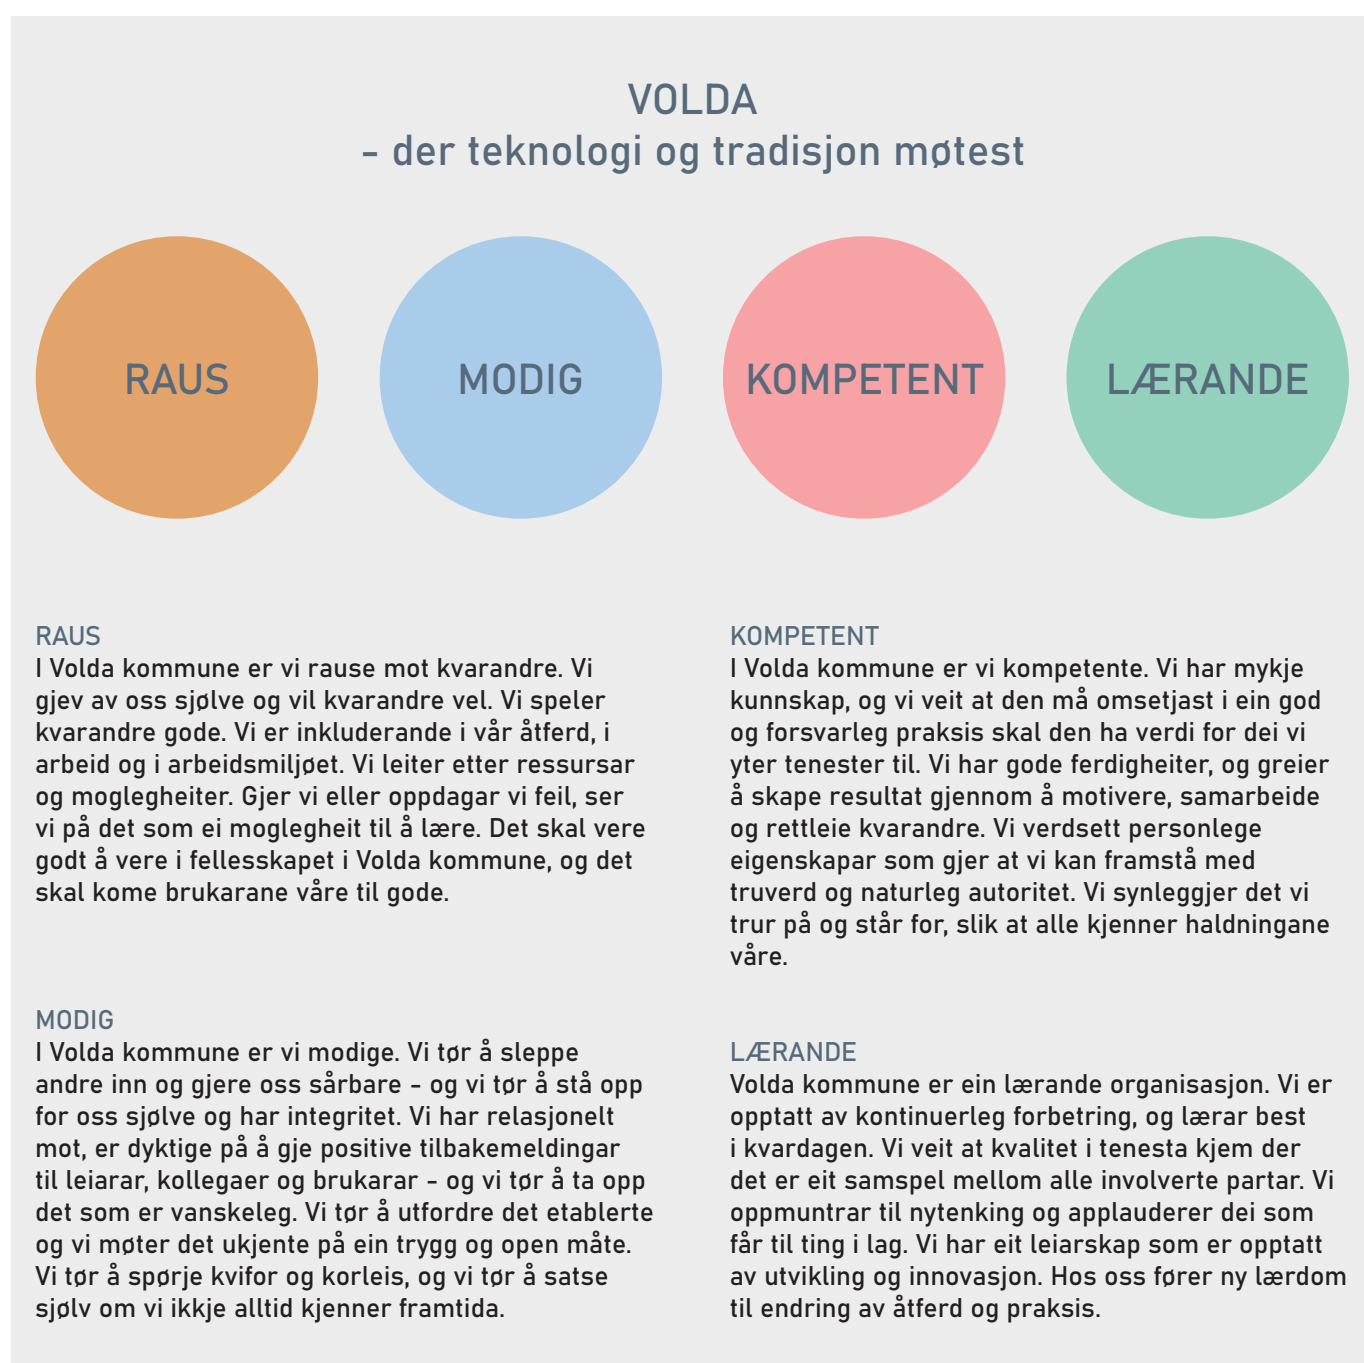 VOLDA
- der teknologi og tradisjon møtest
RAUS
MODIG
KOMPETENT
LÆRANDE
RAUS
I Volda kommune er vi rause mot kvarandre. Vi
gjev av oss sjølve og vil kvarandre vel. Vi speler
kvarandre gode. Vi er inkluderande i vår åtferd, i
arbeid og i arbeidsmiljøet. Vi leiter etter ressursar
og moglegheiter. Gjer vi eller oppdagar vi feil, ser
vi på det som ei moglegheit til å lære. Det skal vere
godt å vere i fellesskapet i Volda kommune, og det
skal kome brukarane våre til gode.
MODIG
I Volda kommune er vi modige. Vi tør å sleppe
andre inn og gjere oss sårbare - og vi tør å stå opp
for oss sjølve og har integritet. Vi har relasjonelt
mot, er dyktige på å gje positive tilbakemeldingar
til leiarar, kollegaer og brukarar - og vi tør å ta opp
det som er vanskeleg. Vi tør å utfordre det etablerte
og vi møter det ukjente på ein trygg og open måte.
Vi tør å spørje kvifor og korleis, og vi tør å satse
sjølv om vi ikkje alltid kjenner framtida.
KOMPETENT
I Volda kommune er vi kompetente. Vi har mykje
kunnskap, og vi veit at den må omsetjast i ein god
og forsvarleg praksis skal den ha verdi for dei vi
yter tenester til. Vi har gode ferdigheiter, og greier
å skape resultat gjennom å motivere, samarbeide
og rettleie kvarandre. Vi verdsett personlege
eigenskapar som gjer at vi kan framstå med
truverd og naturleg autoritet. Vi synleggjer det vi
trur på og står for, slik at alle kjenner haldningane
våre.
LÆRANDE
Volda kommune er ein lærande organisasjon. Vi er
opptatt av kontinuerleg forbetring, og lærar best
i kvardagen. Vi veit at kvalitet i tenesta kjem der
det er eit samspel mellom alle involverte partar. Vi
oppmuntrar til nytenking og applauderer dei som
får til ting i lag. Vi har eit leiarskap som er opptatt
av utvikling og innovasjon. Hos oss fører ny lærdom
til endring av åtferd og praksis.